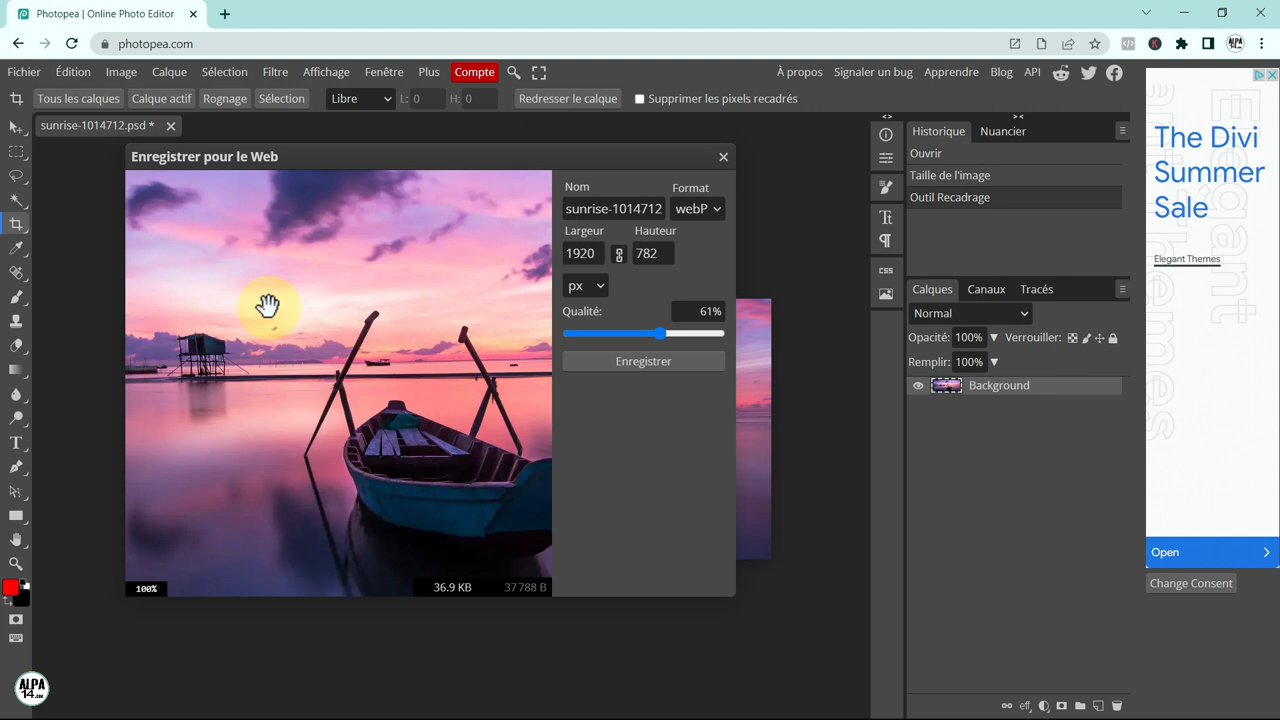 Photopea | Online Photo Editor
photopea.com
Fichier Édition Image Calque Sélection Filtre Affichage Fenêtre Plus Compte
À propos Signaler un bug Apprendre Blog API
Tous les calques Calque actif Rognage Sélection Libre L: 0 H: 0 Redresser le calque Supprimer les pixels recadrés
sunrise-1014712.psd *
Enregistrer pour le Web
Nom Format
sunrise-1014712 webP
Largeur Hauteur
1920 782
px
Qualité: 61%
Enregistrer
100% 36.9 KB 37 788 B
Historique Nuancier
Ouvrir
Taille de l'image
Outil Recadrage
CSS
Calques Canaux Tracés
Normal
Opacité: 100% Verrouiller:
Remplir: 100%
Background
eff
The Divi
Summer
Sale
Elegant Themes
Open
Change Consent
ALPA
14.COM